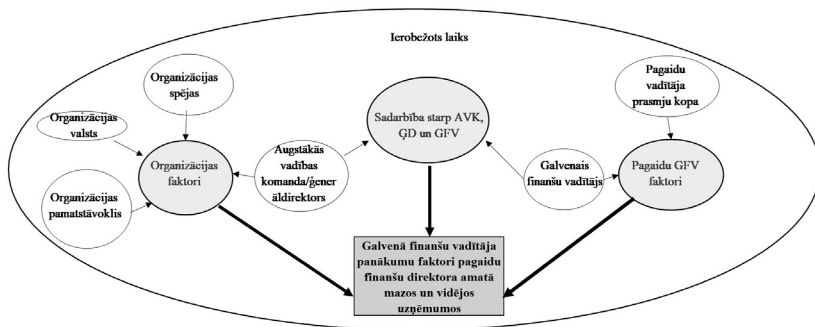 Ierobežots laiks
Organizācijas
spējas
Pagaidu
vadītāja
prasmju kopa
Sadarbība starp AVK,
ĢD un GFV
Organizācijas
valsts
Organizācijas
faktori
Augstākās
vadības
komanda/ģener
āldirektors
Galvenais
finanšu vadītājs
Pagaidu GFV
faktori
Organizācijas
pamatstāvoklis
Galvenā finanšu vadītāja
panākumu faktori pagaidu
finanšu direktora amatā
mazos un vidējos
uzņēmumos